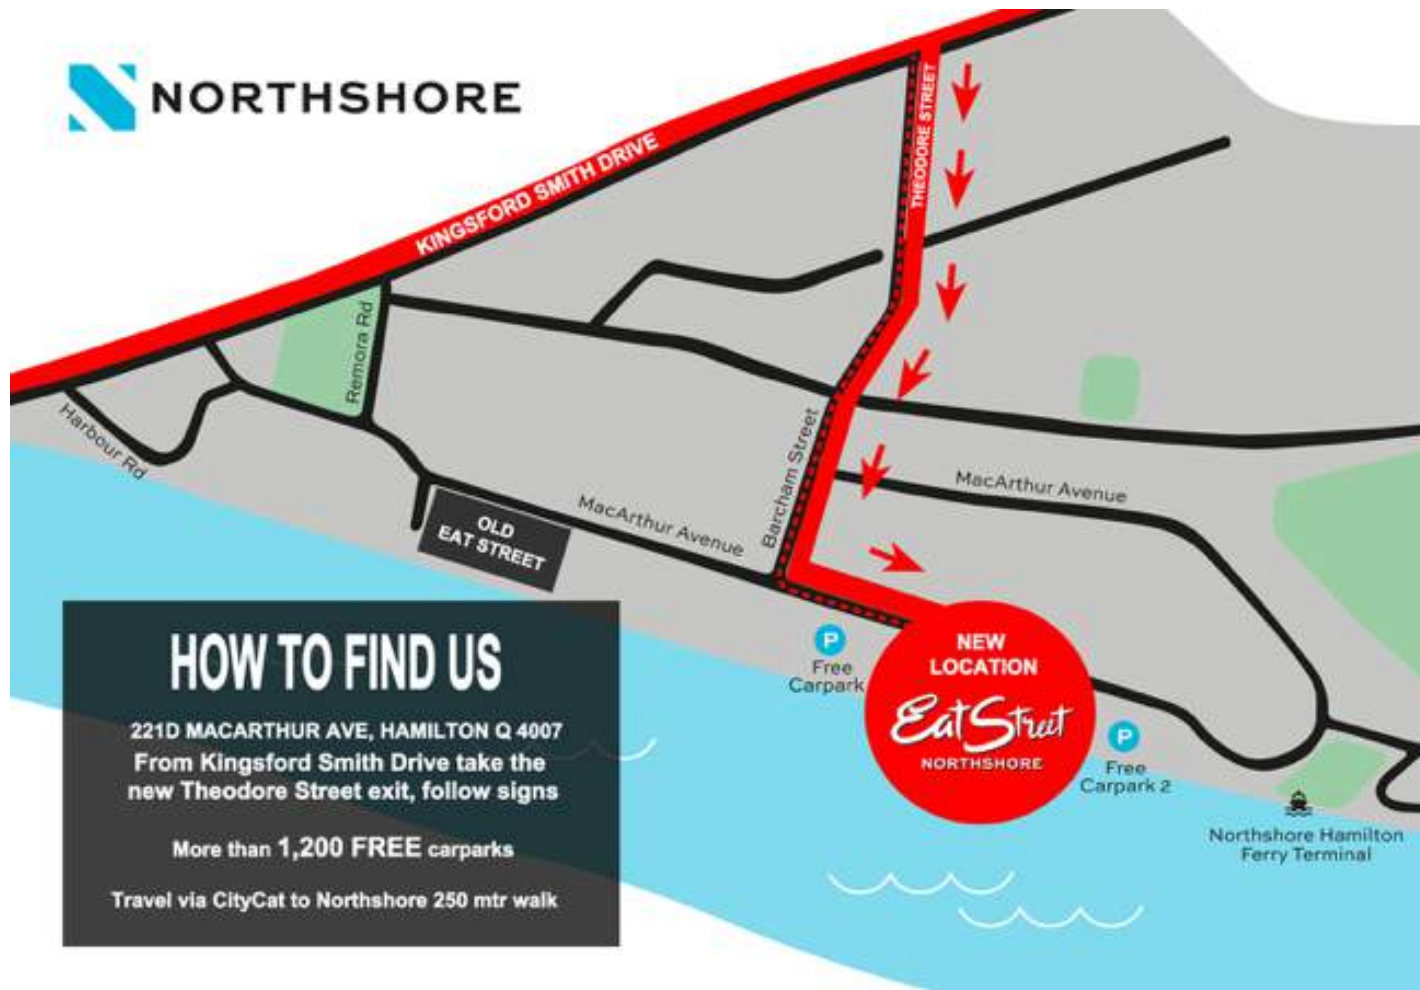 NORTHSHORE
KINGSFORD SMITH DRIVE
THEODORE STREET
Remora Rd
Harbour Rd
Barcham Street
MacArthur Avenue
MacArthur Avenue
OLD
EAT STREET
P
Free
Carpark
NEW
LOCATION
Eat Street
NORTHSHORE
P
Free
Carpark 2
Northshore Hamilton
Ferry Terminal
HOW TO FIND US
221D MACARTHUR AVE, HAMILTON Q 4007
From Kingsford Smith Drive take the
new Theodore Street exit, follow signs
More than 1,200 FREE carparks
Travel via CityCat to Northshore 250 mtr walk